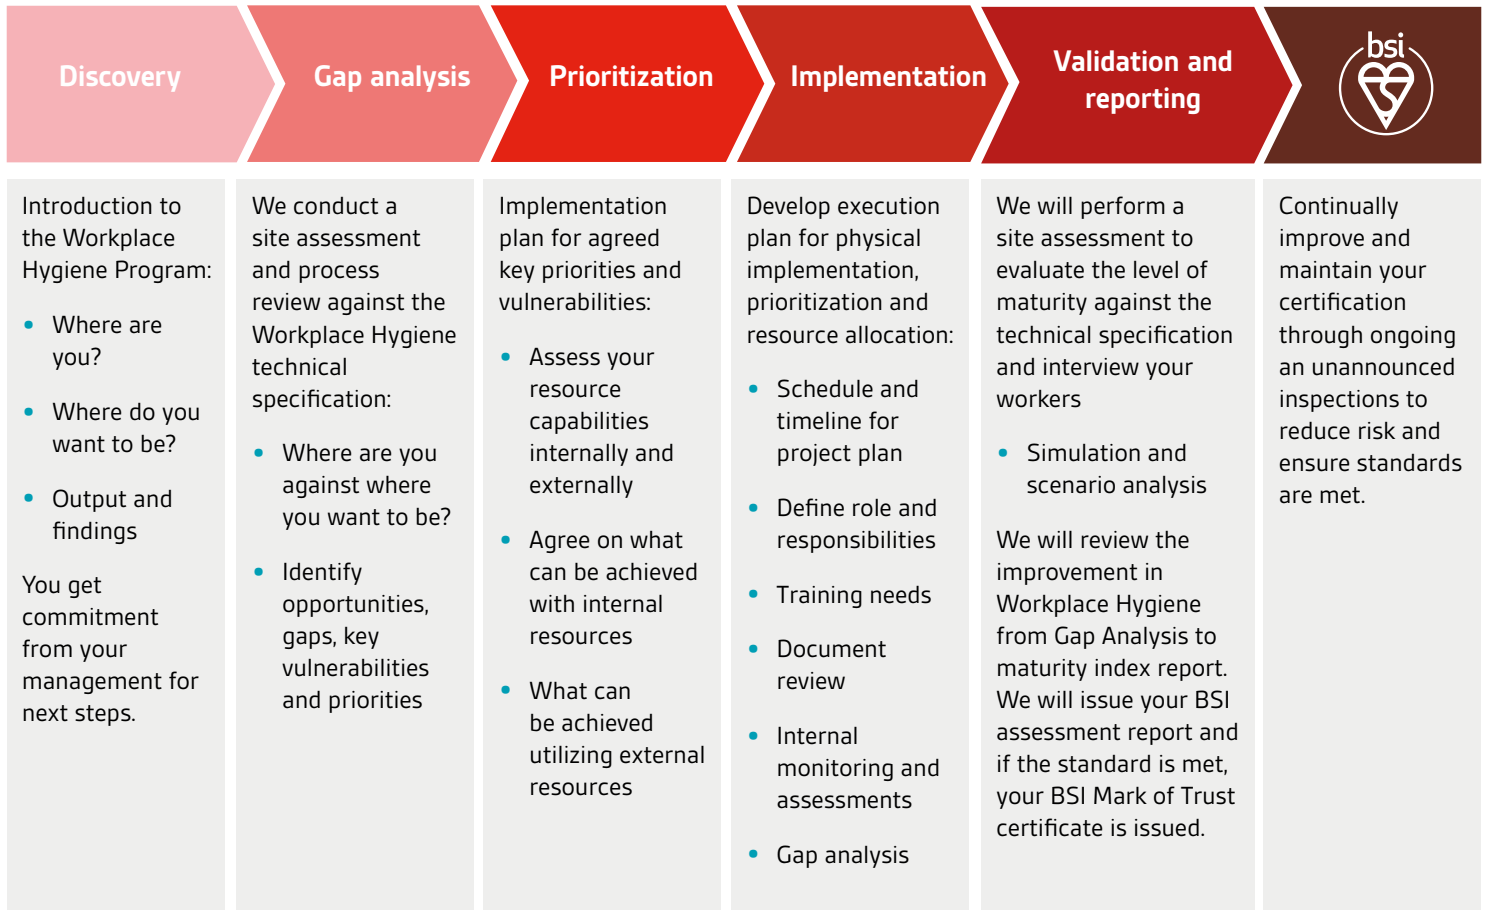 Discovery
Gap analysis
Prioritization
Implementation
Validation and
reporting
bsi
Introduction to
the Workplace
Hygiene Program:
• Where are
you?
• Where do you
want to be?
• Output and
findings
You get
commitment
from your
management for
next steps.
We conduct a
site assessment
and process
review against the
Workplace Hygiene
technical
specification:
• Where are you
against where
you want to be?
• Identify
opportunities,
gaps, key
vulnerabilities
and priorities
Implementation
plan for agreed
key priorities and
vulnerabilities:
• Assess your
resource
capabilities
internally and
externally
• Agree on what
can be achieved
with internal
resources
• What can
be achieved
utilizing external
resources
Develop execution
plan for physical
implementation,
prioritization and
resource allocation:
• Schedule and
timeline for
project plan
• Define role and
responsibilities
• Training needs
• Document
review
• Internal
monitoring and
assessments
• Gap analysis
We will perform a
site assessment to
evaluate the level of
maturity against the
technical specification
and interview your
workers
• Simulation and
scenario analysis
We will review the
improvement in
Workplace Hygiene
from Gap Analysis to
maturity index report.
We will issue your BSI
assessment report and
if the standard is met,
your BSI Mark of Trust
certificate is issued.
Continually
improve and
maintain your
certification
through ongoing
an unannounced
inspections to
reduce risk and
ensure standards
are met.